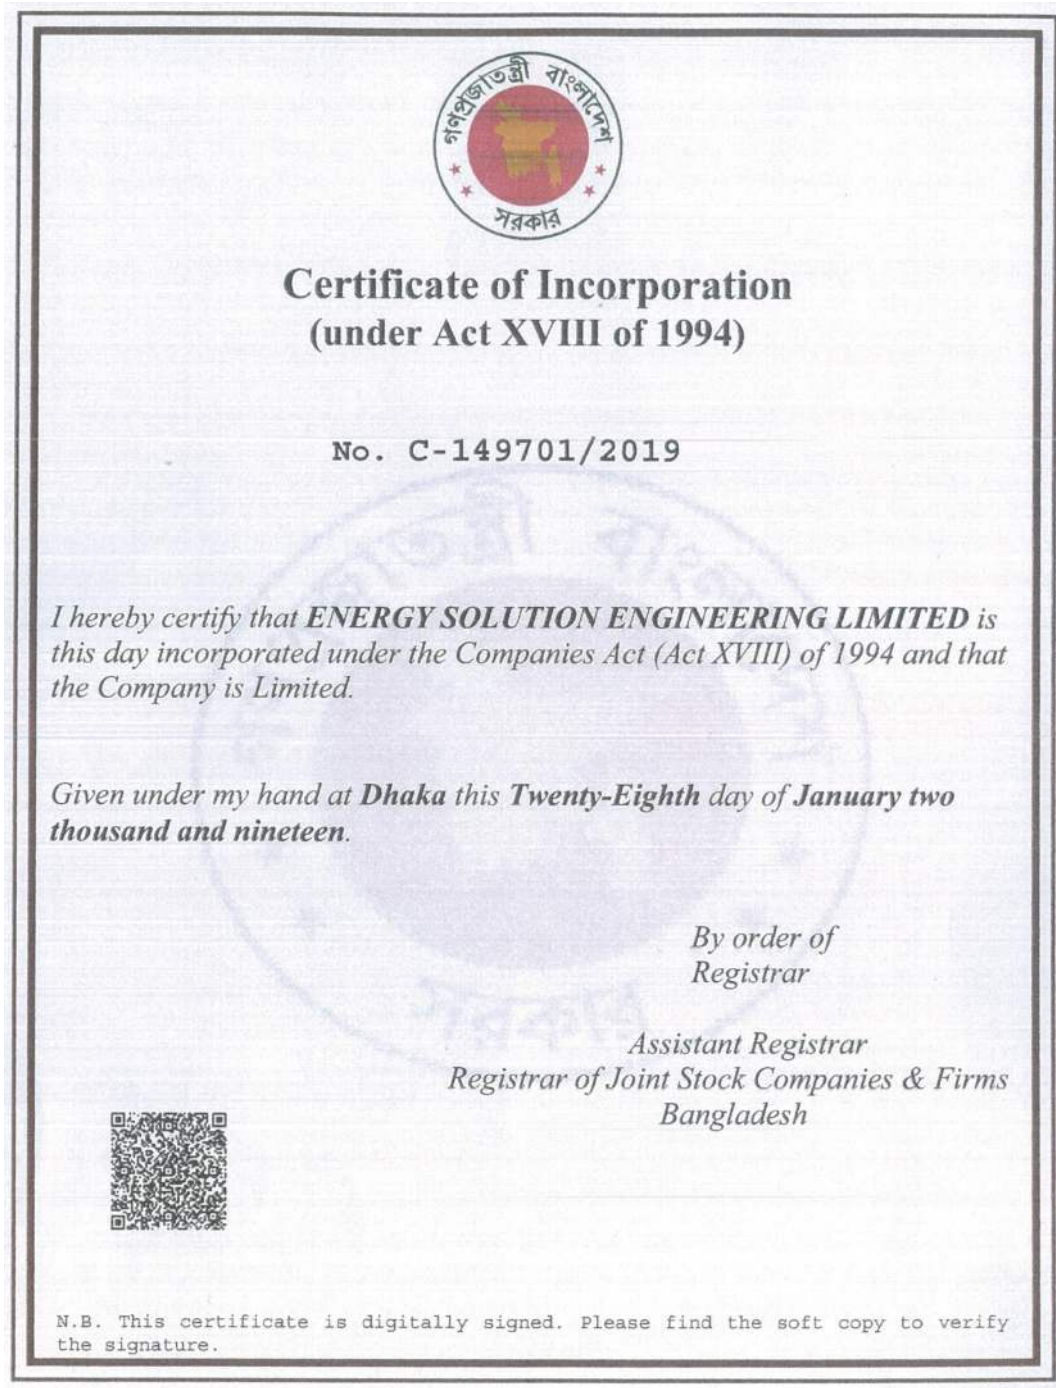 গণপ্রজাতন্ত্রী বাংলাদেশ
সরকার
Certificate of Incorporation
(under Act XVIII of 1994)
No. C-149701/2019
I hereby certify that ENERGY SOLUTION ENGINEERING LIMITED is
this day incorporated under the Companies Act (Act XVIII) of 1994 and that
the Company is Limited.
Given under my hand at Dhaka this Twenty-Eighth day of January two
thousand and nineteen.
By order of
Registrar
Assistant Registrar
Registrar of Joint Stock Companies & Firms
Bangladesh
N.B. This certificate is digitally signed. Please find the soft copy to verify
the signature.